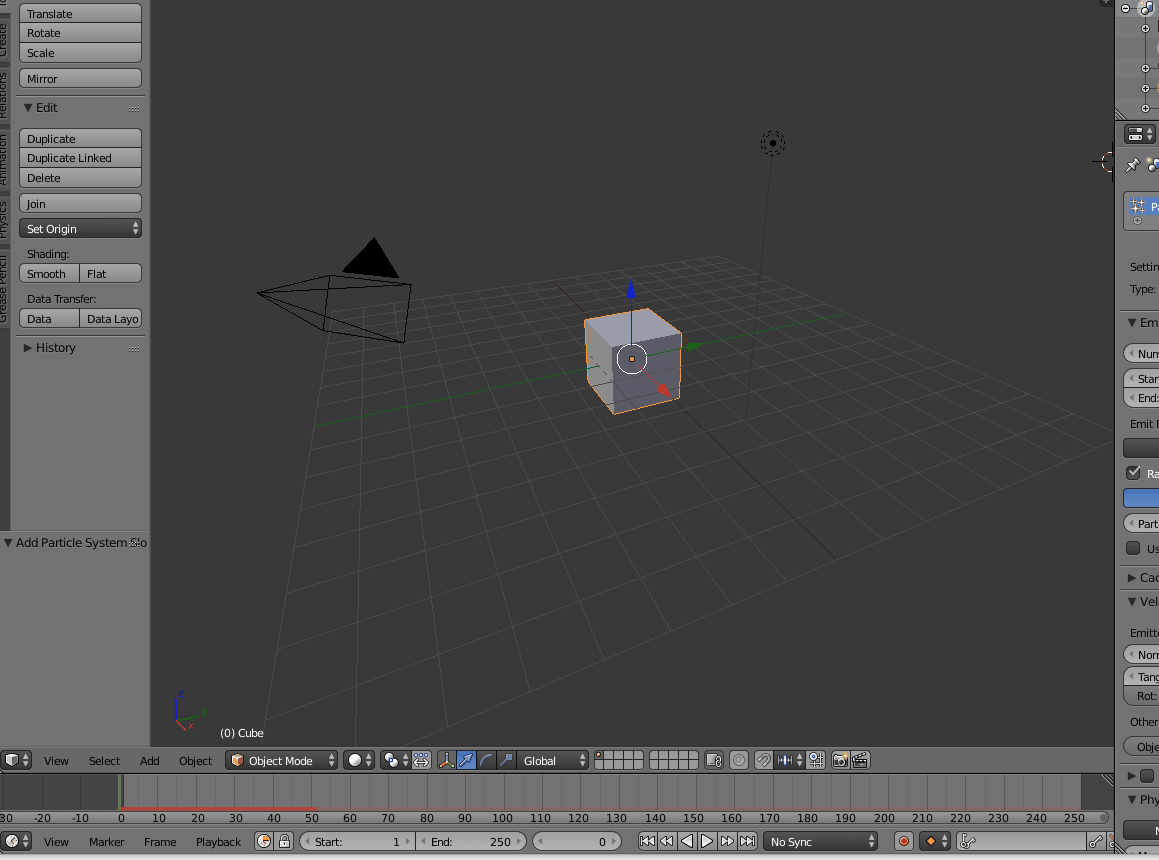 Translate
Rotate
Scale
Mirror
Edit
Duplicate
Duplicate Linked
Delete
Join
Set Origin
Shading:
Smooth Flat
Data Transfer:
Data Data Layo
History
Add Particle System Slo
Create
Relations
Animation
Physics
Grease Pencil
z
y
x
(0) Cube
Pa
Settin
Type:
Em
Num
Star
End:
Emit F
Ra
Part
Us
Cac
Vel
Emitte
Norn
Tang
Rot:
Other
Obje
Phy
View Select Add Object Object Mode Global
30 -20 -10 0 10 20 30 40 50 60 70 80 90 100 110 120 130 140 150 160 170 180 190 200 210 220 230 240 250
View Marker Frame Playback Start: 1 End: 250 0 No Sync